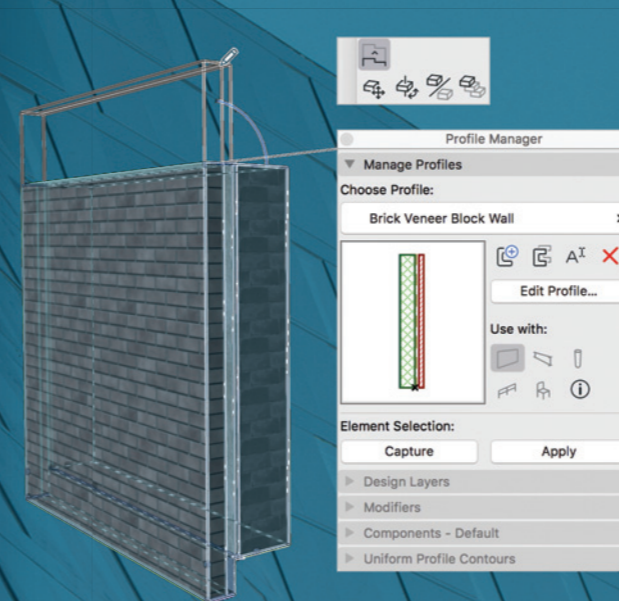 Profile Manager
Manage Profiles
Choose Profile:
Brick Veneer Block Wall
Edit Profile...
Use with:
Element Selection:
Capture Apply
Design Layers
Modifiers
Components - Default
Uniform Profile Contours